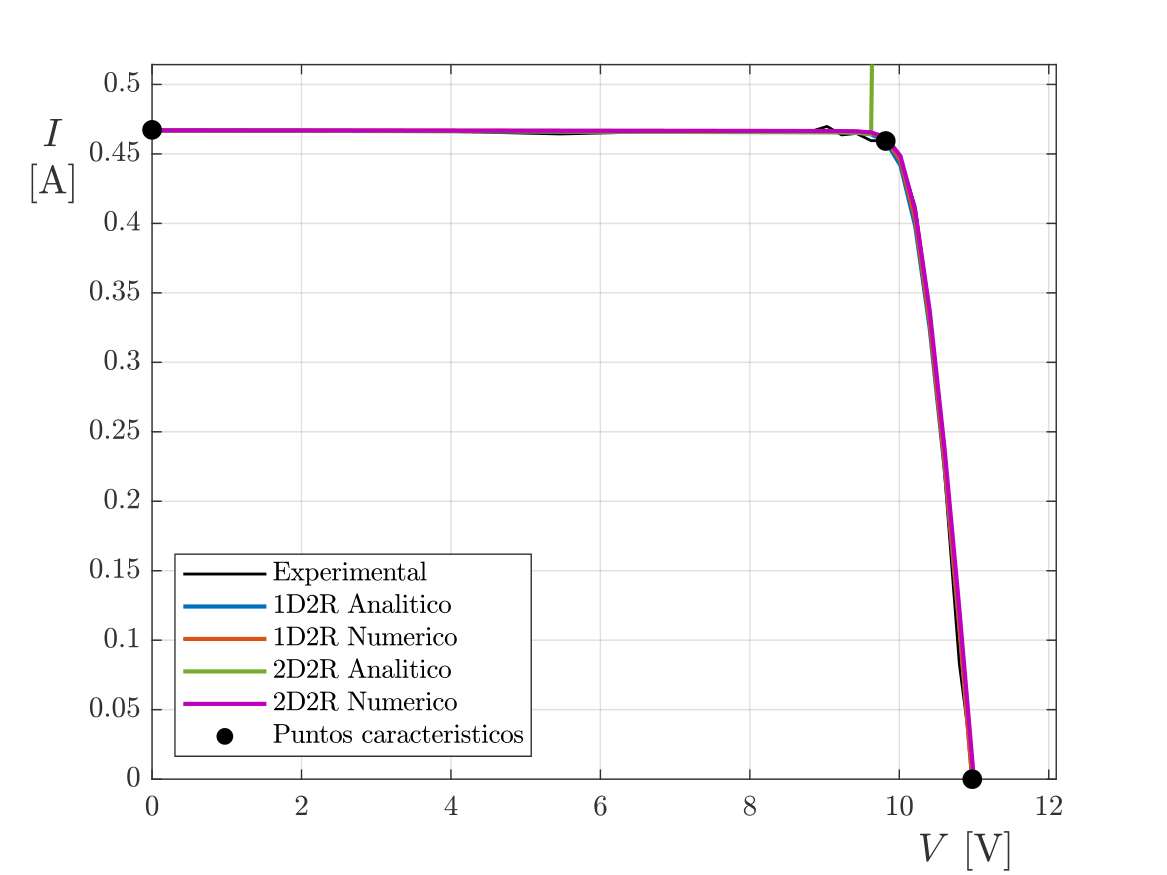 0.5
I
[A]
0.45
0.4
0.35
0.3
0.25
0.2
0.15
0.1
0.05
0
Experimental
1D2R Analitico
1D2R Numerico
2D2R Analitico
2D2R Numerico
Puntos caracteristicos
0 2 4 6 8 10 12
V [V]